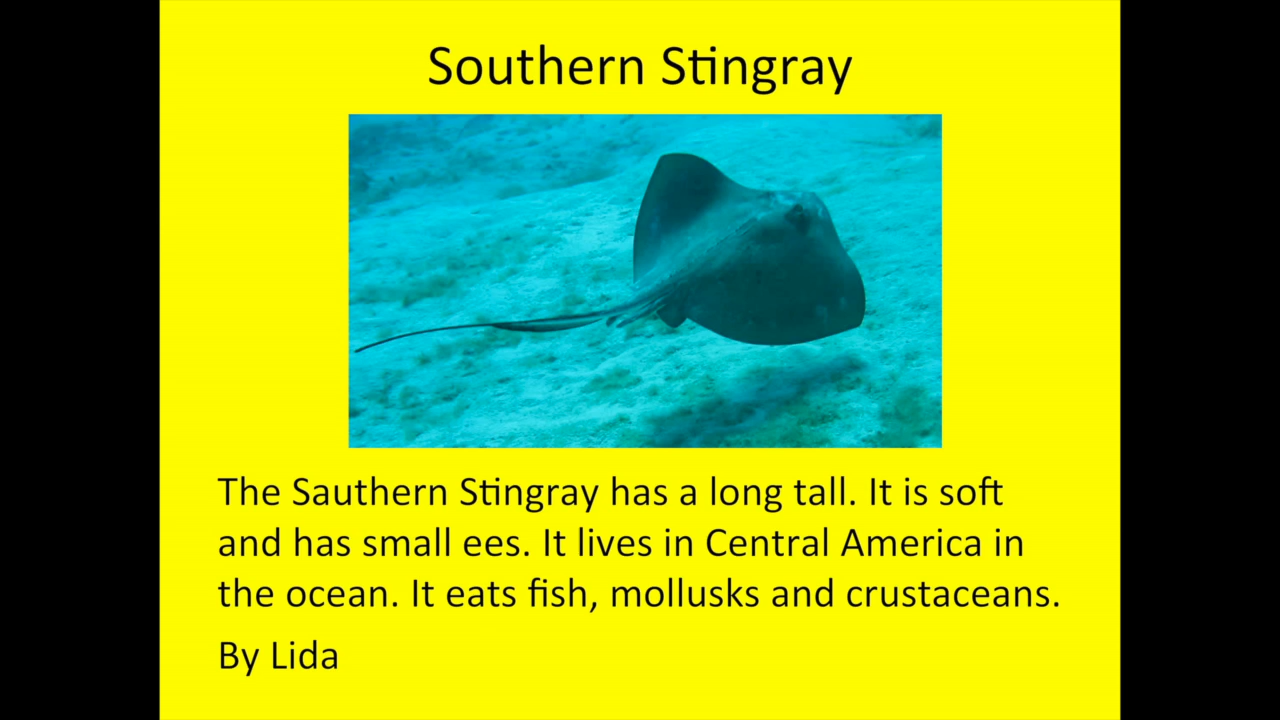 Southern Stingray
The Sauthern Stingray has a long tall. It is soft
and has small ees. It lives in Central America in
the ocean. It eats fish, mollusks and crustaceans.
By Lida